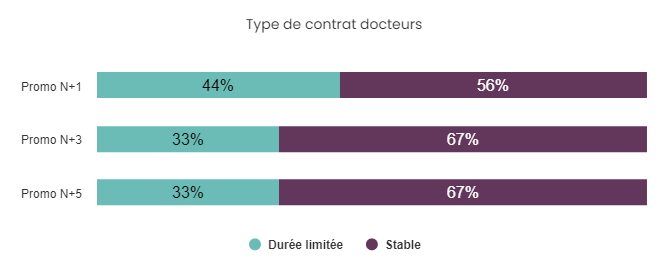 Type de contrat docteurs
Promo N+1 44% 56%
Promo N+3 33% 67%
Promo N+5 33% 67%
Durée limitée Stable